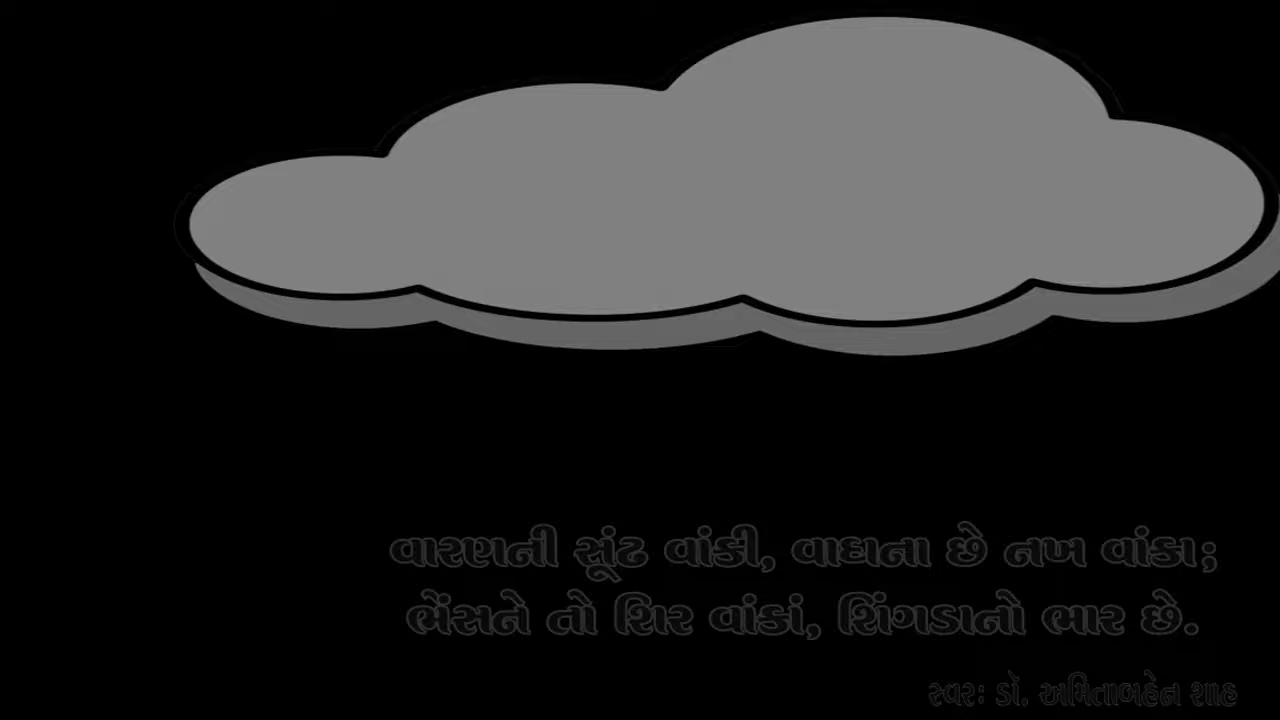 વારણની સૂંઢ વાંકી, વાઘના છે નખ વાંકા;
ભેંસને તો શિર વાંકાં, શિંગડાનો ભાર છે.
સ્વરઃ ડૉ. અમિતાબહેન શાહ